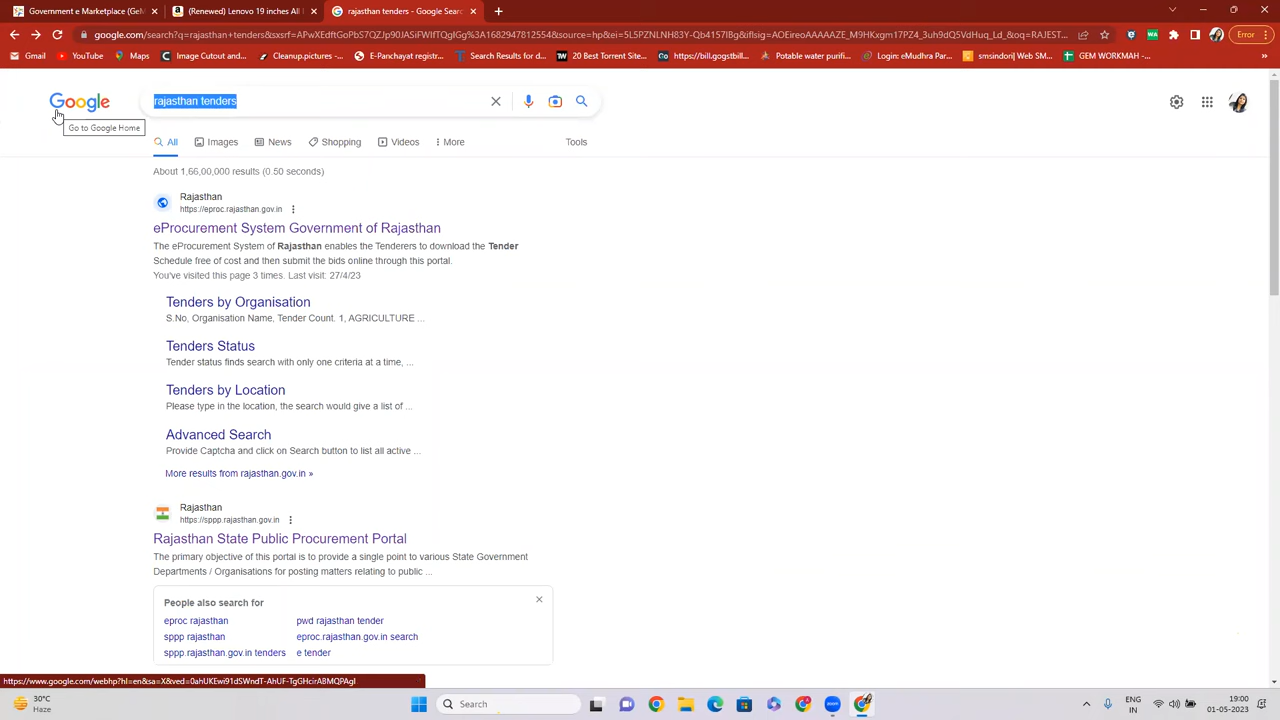 Government e Marketplace (GeM
(Renewed) Lenovo 19 inches All I
rajasthan tenders - Google Searc
google.com/search?q=rajasthan+tenders&sxsrf=
Error
Gmail
YouTube
Maps
Image Cutout and...
Cleanup.pictures -...
E-Panchayat registr...
Search Results for d...
20 Best Torrent Site...
https://bill.gogstbill...
Potable water purifi...
Login: eMudhra Par...
smsindori| Web SM...
GEM WORKMAH -...
Google
rajasthan tenders
Go to Google Home
All
Images
News
Shopping
Videos
More
Tools
About 1,66,00,000 results (0.50 seconds)
Rajasthan
https://eproc.rajasthan.gov.in
eProcurement System Government of Rajasthan
The eProcurement System of Rajasthan enables the Tenderers to download the Tender
Schedule free of cost and then submit the bids online through this portal.
You've visited this page 3 times. Last visit: 27/4/23
Tenders by Organisation
S.No, Organisation Name, Tender Count. 1, AGRICULTURE ...
Tenders Status
Tender status finds search with only one criteria at a time, ...
Tenders by Location
Please type in the location, the search would give a list of ...
Advanced Search
Provide Captcha and click on Search button to list all active ...
More results from rajasthan.gov.in »
Rajasthan
https://sppp.rajasthan.gov.in
Rajasthan State Public Procurement Portal
The primary objective of this portal is to provide a single point to various State Government
Departments / Organisations for posting matters relating to public ...
People also search for
eproc rajasthan
pwd rajasthan tender
sppp rajasthan
eproc.rajasthan.gov.in search
sppp.rajasthan.gov.in tenders
e tender
https://www.google.com/webhp?hl=en&sa=X&ved=
30°C
Haze
Search
ENG
IN
19:00
01-05-2023